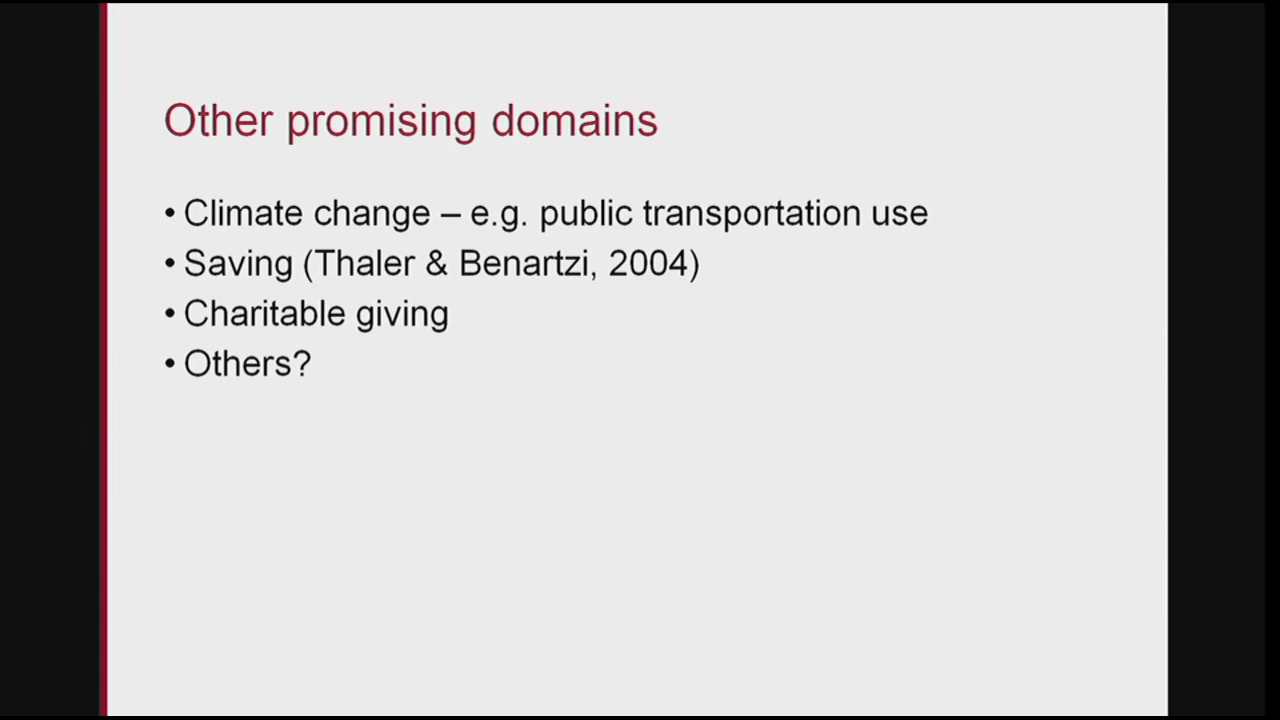 Other promising domains
• Climate change – e.g. public transportation use
• Saving (Thaler & Benartzi, 2004)
• Charitable giving
• Others?